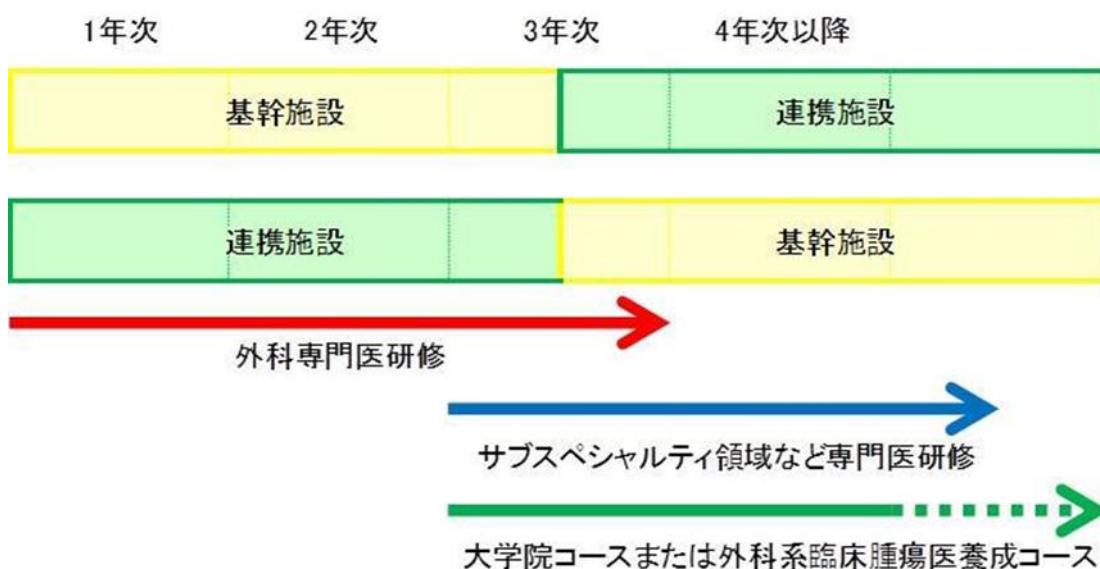 1年次 2年次 3年次 4年次以降
基幹施設 連携施設
連携施設 基幹施設
外科専門医研修
サブスペシャルティ領域など専門医研修
大学院コースまたは外科系臨床腫瘍医養成コース